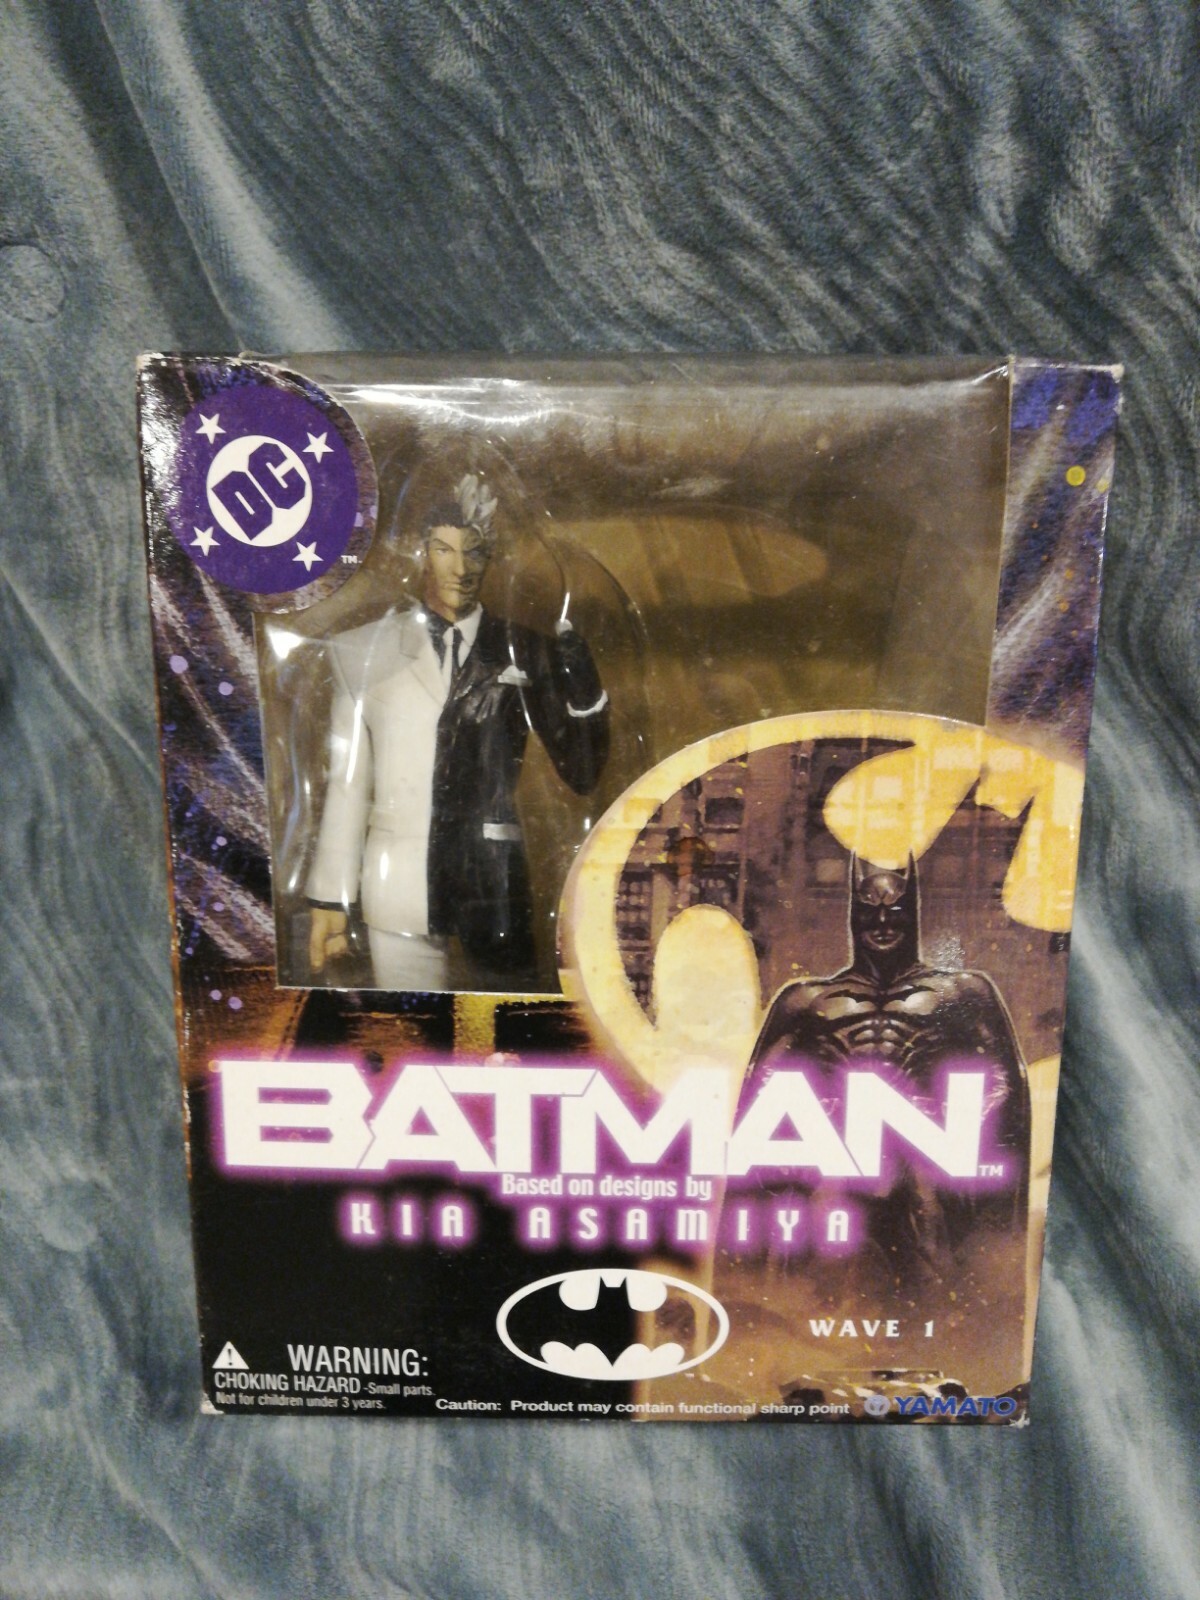 DC
TM.
BATMAN TM
Based on designs by
KIA ASAMIYA
WAVE 1
WARNING:
CHOKING HAZARD -Small parts.
Not for children under 3 years.
Caution: Product may contain functional sharp point
YAMATO